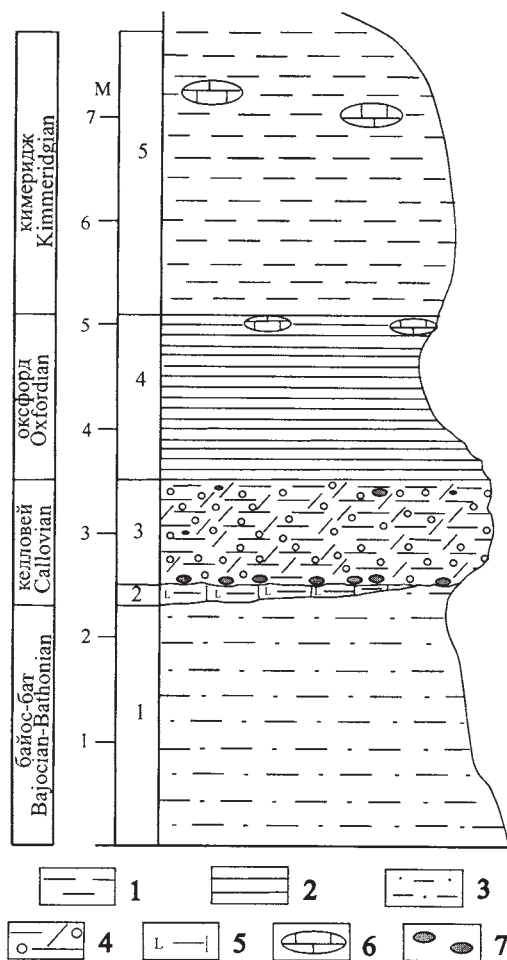 М
7
6
5
4
3
2
1
кимеридж
Kimmeridgian
оксфорд
Oxfordian
келловей
Callovian
байос-бат
Bajocian-Bathonian
5
4
3
2
1
L L L L
1 2 3
4 L 5 6 7